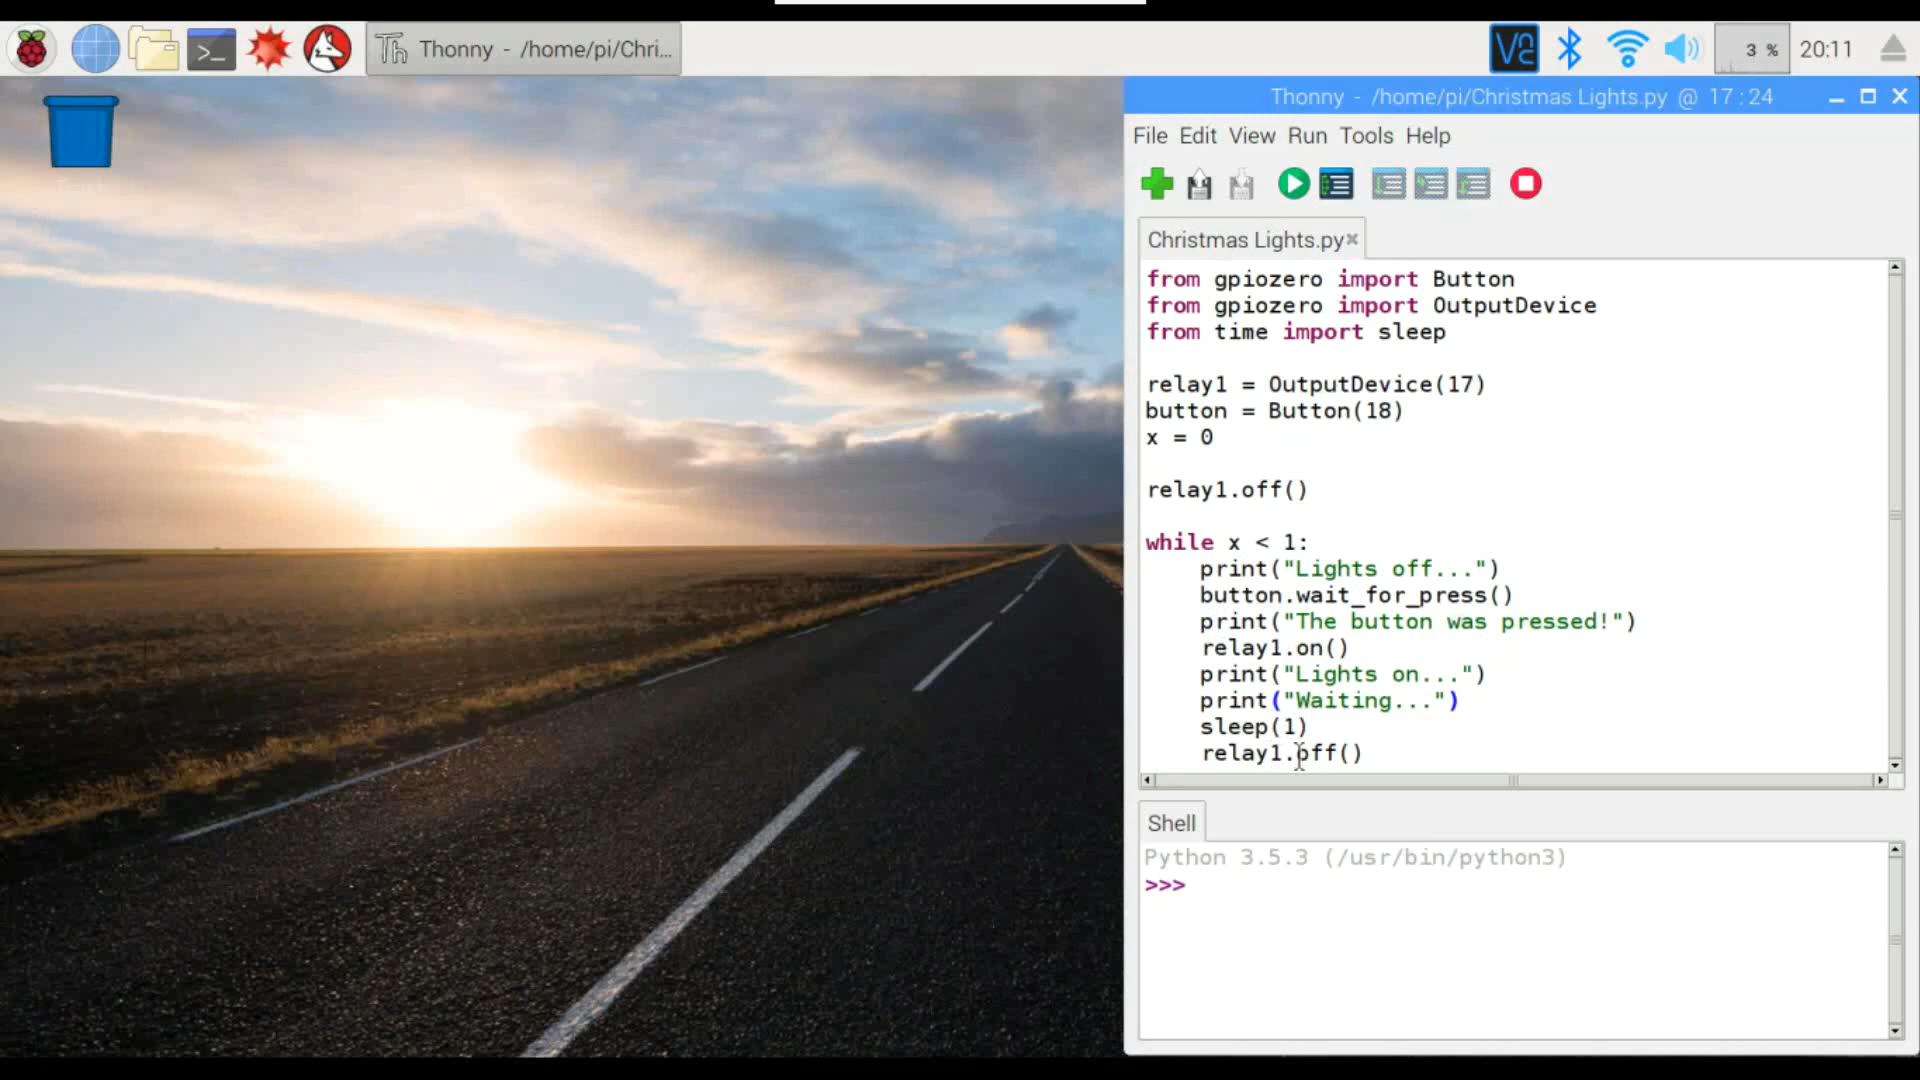 Thonny - /home/pi/Chri...
3 %
20:11
Thonny - /home/pi/Christmas Lights.py @ 17 : 24
File Edit View Run Tools Help
Christmas Lights.py
from gpiozero import Button
from gpiozero import OutputDevice
from time import sleep
relay1 = OutputDevice(17)
button = Button(18)
x = 0
relay1.off()
while x < 1:
    print("Lights off...")
    button.wait_for_press()
    print("The button was pressed!")
    relay1.on()
    print("Lights on...")
    print("Waiting...")
    sleep(1)
    relay1.off()
Shell
Python 3.5.3 (/usr/bin/python3)
>>>